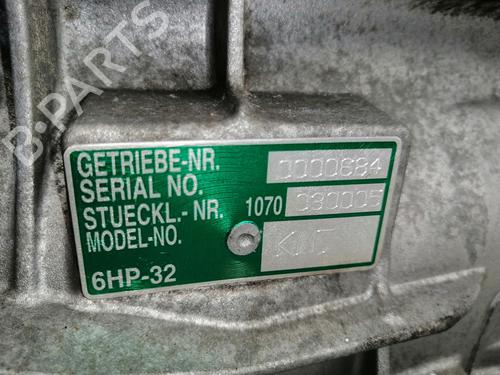 B-PARTS
GETRIEBE-NR. 0000684
SERIAL NO.
STUECKL.- NR. 1070 030005
MODEL-NO.
6HP-32